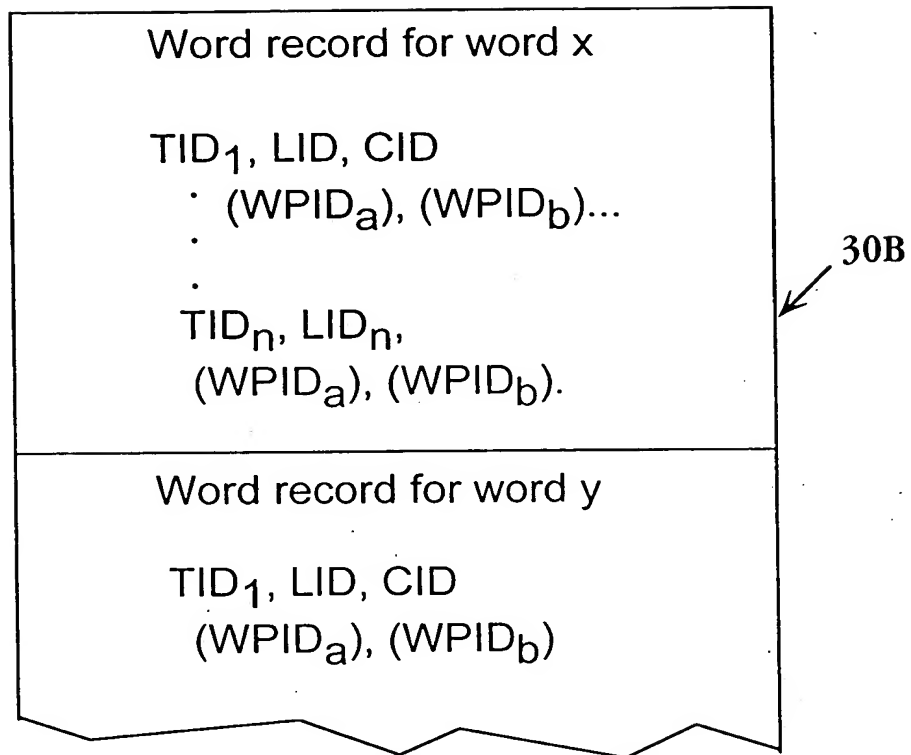 Word record for word x
TID1, LID, CID
(WPIDa), (WPIDb)...
.
.
.
TIDn, LIDn,
(WPIDa), (WPIDb).
30B
Word record for word y
TID1, LID, CID
(WPIDa), (WPIDb)